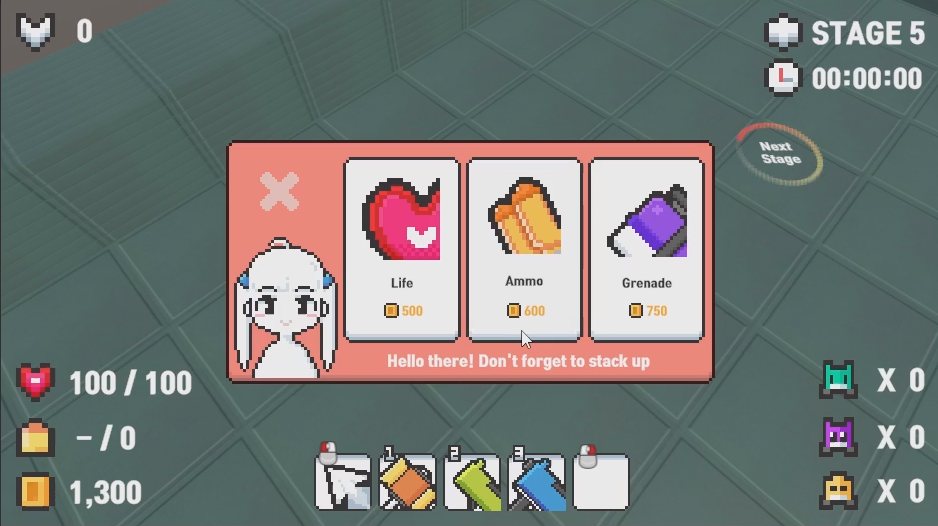 0
STAGE 5
00:00:00
Next
Stage
Life
500
Ammo
600
Grenade
750
Hello there! Don't forget to stack up
100 / 100
- / 0
1,300
1
2
3
X 0
X 0
X 0